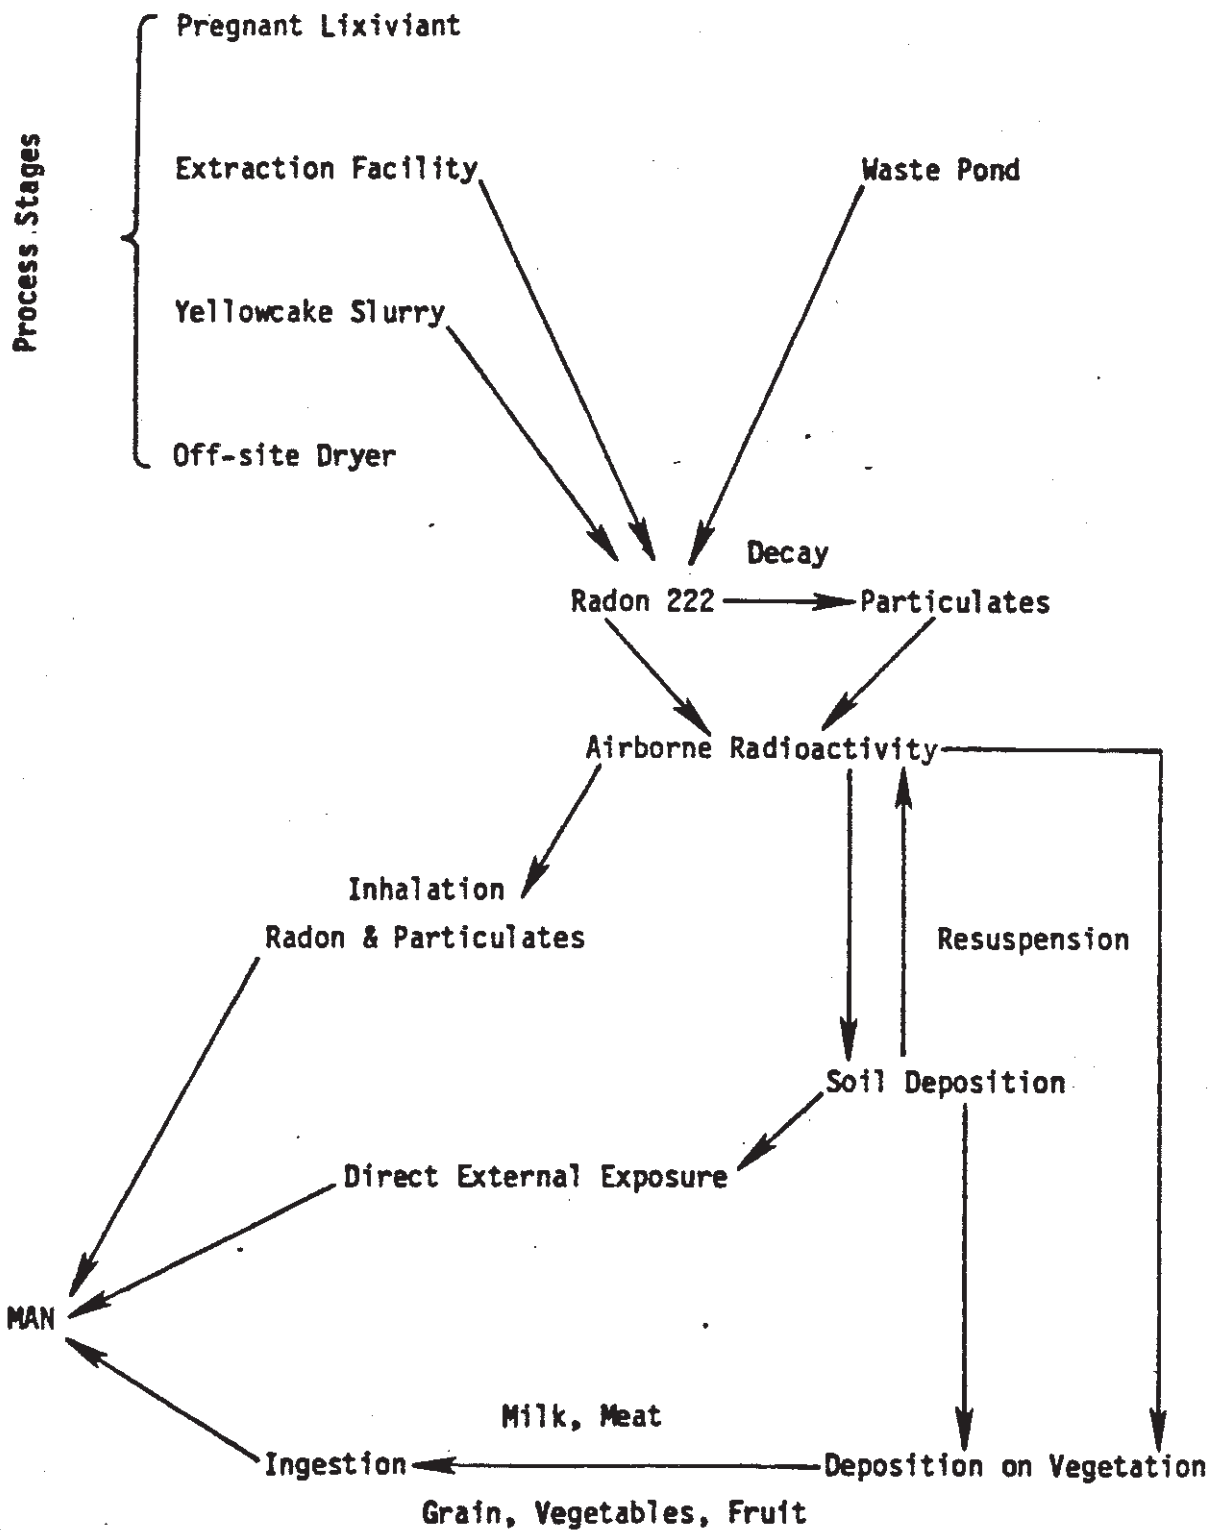 Process Stages
Pregnant Lixiviant
Extraction Facility
Waste Pond
Yellowcake Slurry
Off-site Dryer
Decay
Radon 222
Particulates
Airborne Radioactivity
Inhalation
Radon & Particulates
Resuspension
Soil Deposition
Direct External Exposure
MAN
Milk, Meat
Ingestion
Deposition on Vegetation
Grain, Vegetables, Fruit